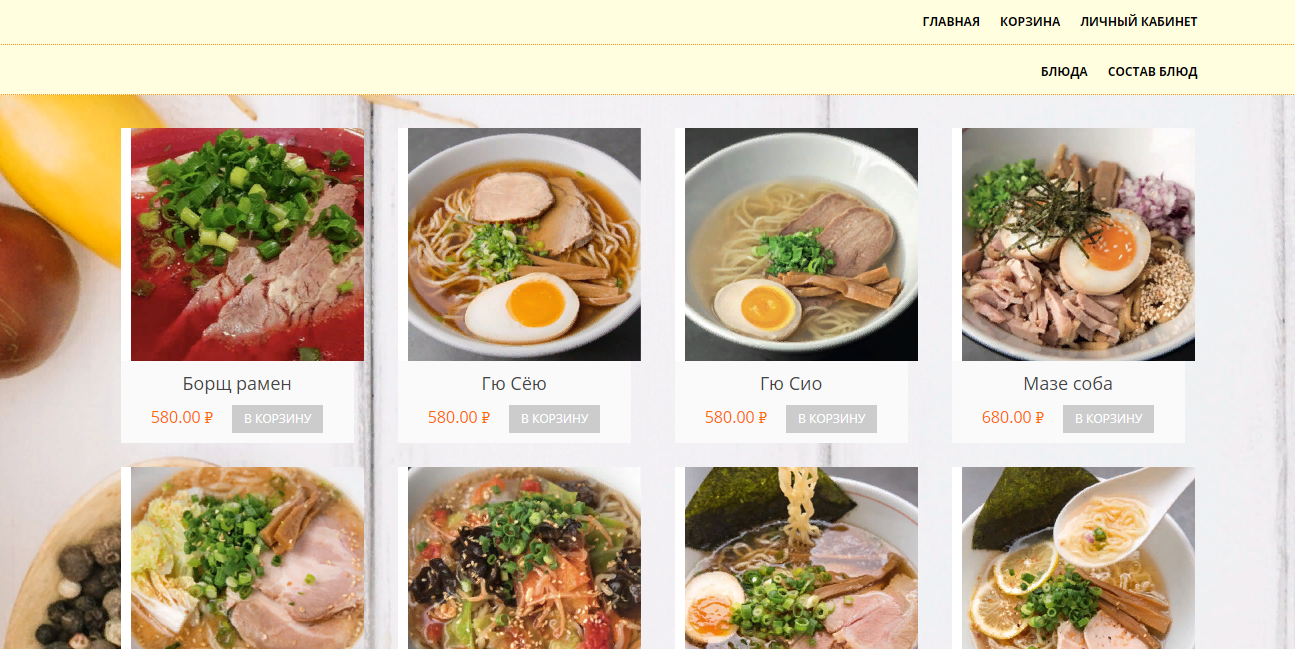 ГЛАВНАЯ КОРЗИНА ЛИЧНЫЙ КАБИНЕТ
БЛЮДА СОСТАВ БЛЮД
Борщ рамен
580.00 ₽ В КОРЗИНУ
Гю Сёю
580.00 ₽ В КОРЗИНУ
Гю Сио
580.00 ₽ В КОРЗИНУ
Мазе соба
680.00 ₽ В КОРЗИНУ